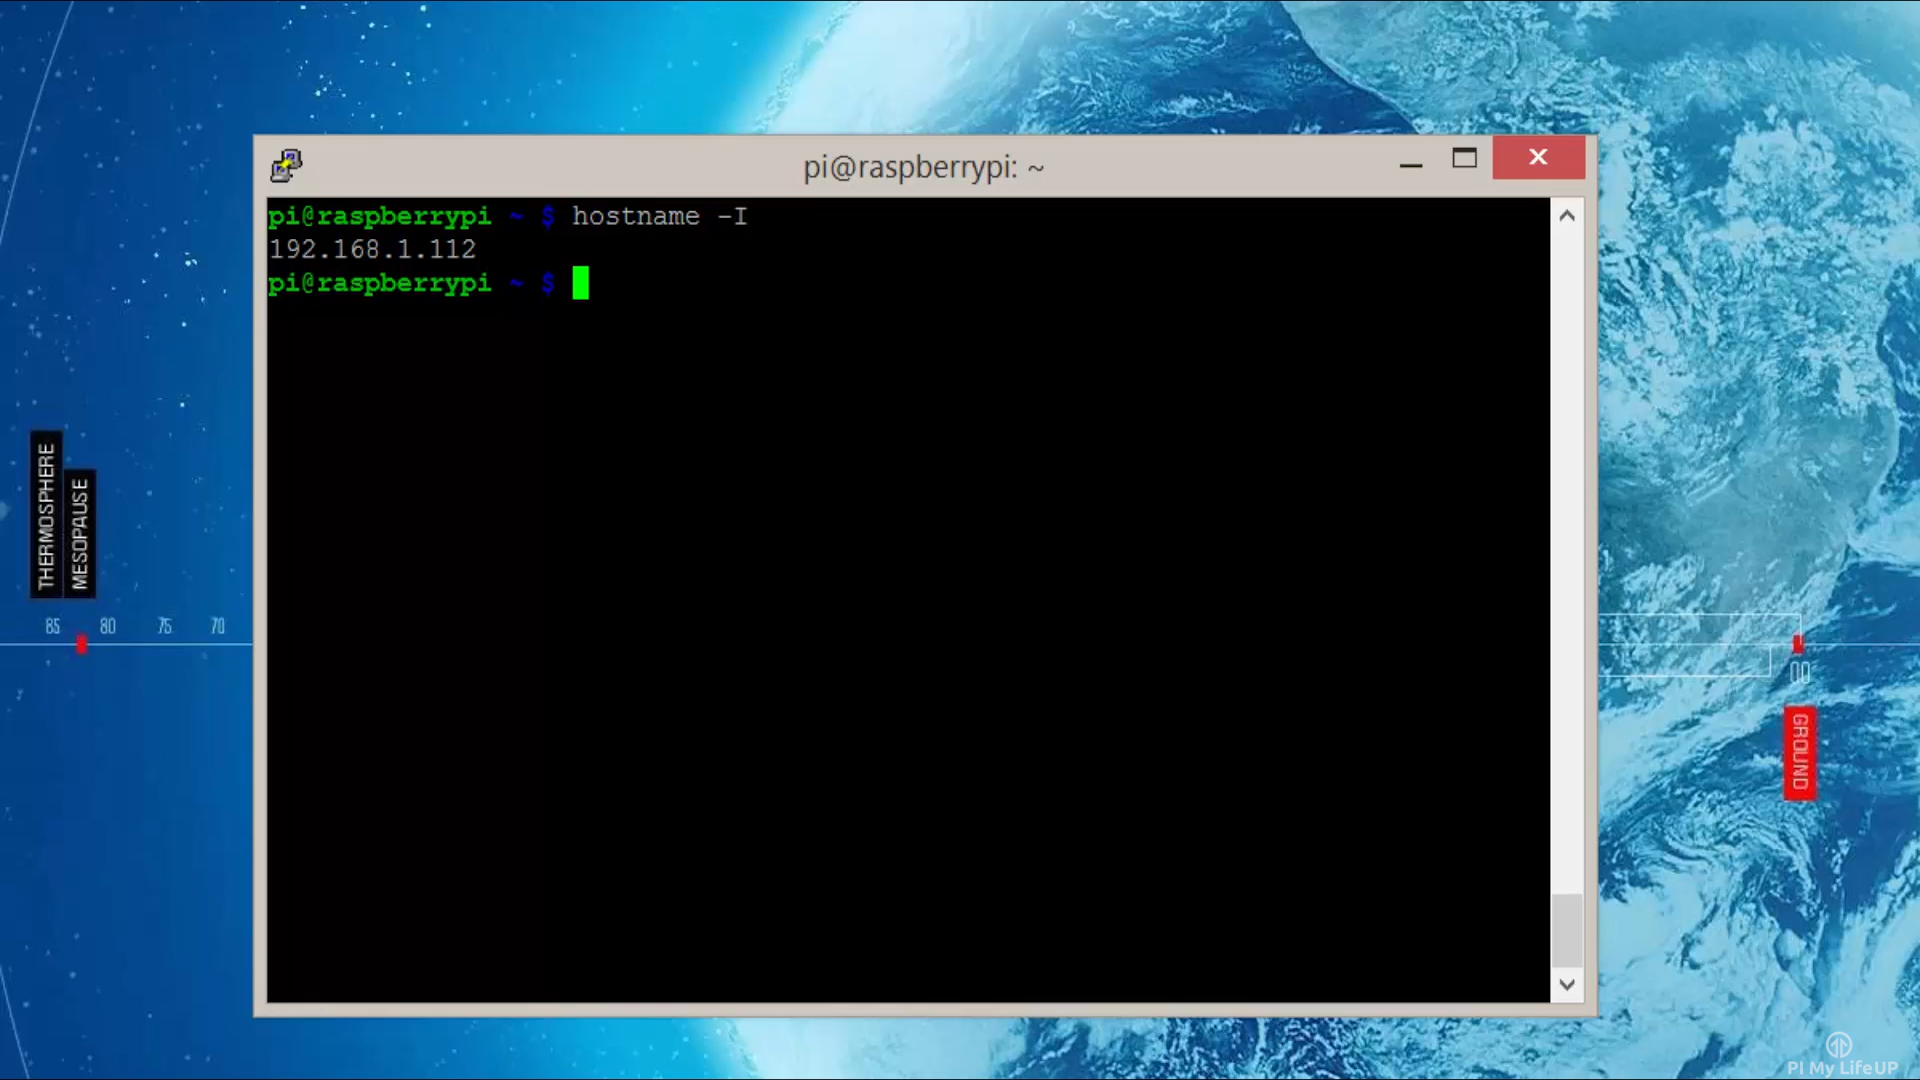 pi@raspberrypi: ~
pi@raspberrypi ~ $ hostname -I
192.168.1.112
pi@raspberrypi ~ $
THERMOSPHERE
MESOPAUSE
85 80 75 70
00
GROUND
PI My LifeUP